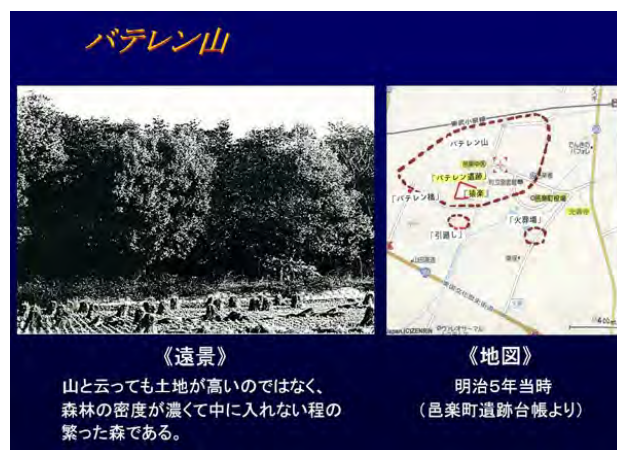 バテレン山
バテレン山
「バテレン遺跡」
「バテレン橋」
「火葬場」
「引廻し」
邑楽町役場
《遠景》
山と云っても土地が高いのではなく、
森林の密度が濃くて中に入れない程の
繁った森である。
《地図》
明治5年当時
(邑楽町遺跡台帳より)